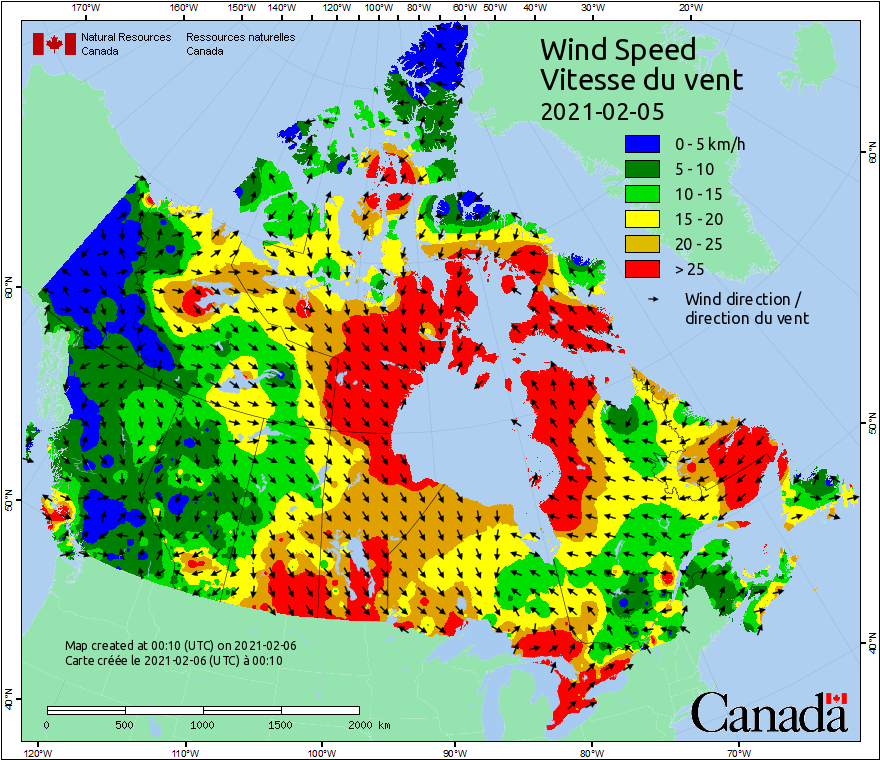 170°W 160°W 150°W 140°W 120°W 100°W 80°W 60°W 50°W 40°W 30°W 20°W
Natural Resources Canada
Ressources naturelles Canada
Wind Speed
Vitesse du vent
2021-02-05
0 - 5 km/h
5 - 10
10 - 15
15 - 20
20 - 25
> 25
Wind direction /
direction du vent
60°N
50°N
40°N
60°N
50°N
40°N
Map created at 00:10 (UTC) on 2021-02-06
Carte créée le 2021-02-06 (UTC) à 00:10
0 500 1000 1500 2000 km
Canada
120°W 110°W 100°W 90°W 80°W 70°W